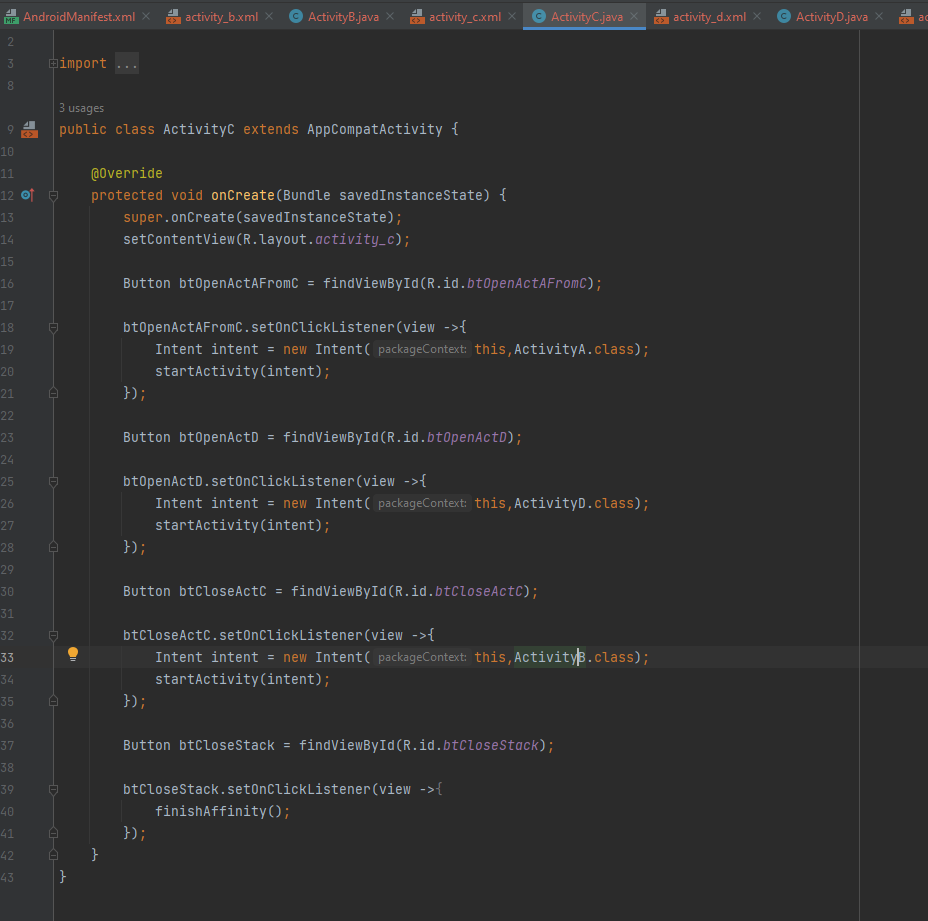 AndroidManifest.xml activity_b.xml ActivityB.java activity_c.xml ActivityC.java activity_d.xml ActivityD.java
2
3 import ...
8
3 usages
9 public class ActivityC extends AppCompatActivity {
10
11 @Override
12 protected void onCreate(Bundle savedInstanceState) {
13 super.onCreate(savedInstanceState);
14 setContentView(R.layout.activity_c);
15
16 Button btOpenActAFromC = findViewById(R.id.btOpenActAFromC);
17
18 btOpenActAFromC.setOnClickListener(view ->{
19 Intent intent = new Intent( packageContext: this,ActivityA.class);
20 startActivity(intent);
21 });
22
23 Button btOpenActD = findViewById(R.id.btOpenActD);
24
25 btOpenActD.setOnClickListener(view ->{
26 Intent intent = new Intent( packageContext: this,ActivityD.class);
27 startActivity(intent);
28 });
29
30 Button btCloseActC = findViewById(R.id.btCloseActC);
31
32 btCloseActC.setOnClickListener(view ->{
33 Intent intent = new Intent( packageContext: this,ActivityB.class);
34 startActivity(intent);
35 });
36
37 Button btCloseStack = findViewById(R.id.btCloseStack);
38
39 btCloseStack.setOnClickListener(view ->{
40 finishAffinity();
41 });
42 }
43 }